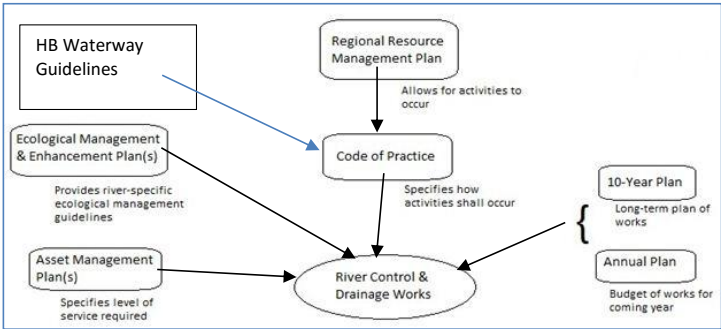 HB Waterway
Guidelines
Regional Resource
Management Plan
Allows for activities to
occur
Ecological Management
& Enhancement Plan(s)
Provides river-specific
ecological management
guidelines
Code of Practice
Specifies how
activities shall occur
10-Year Plan
Long-term plan of
works
{
Asset Management
Plan(s)
Specifies level of
service required
River Control &
Drainage Works
Annual Plan
Budget of works for
coming year